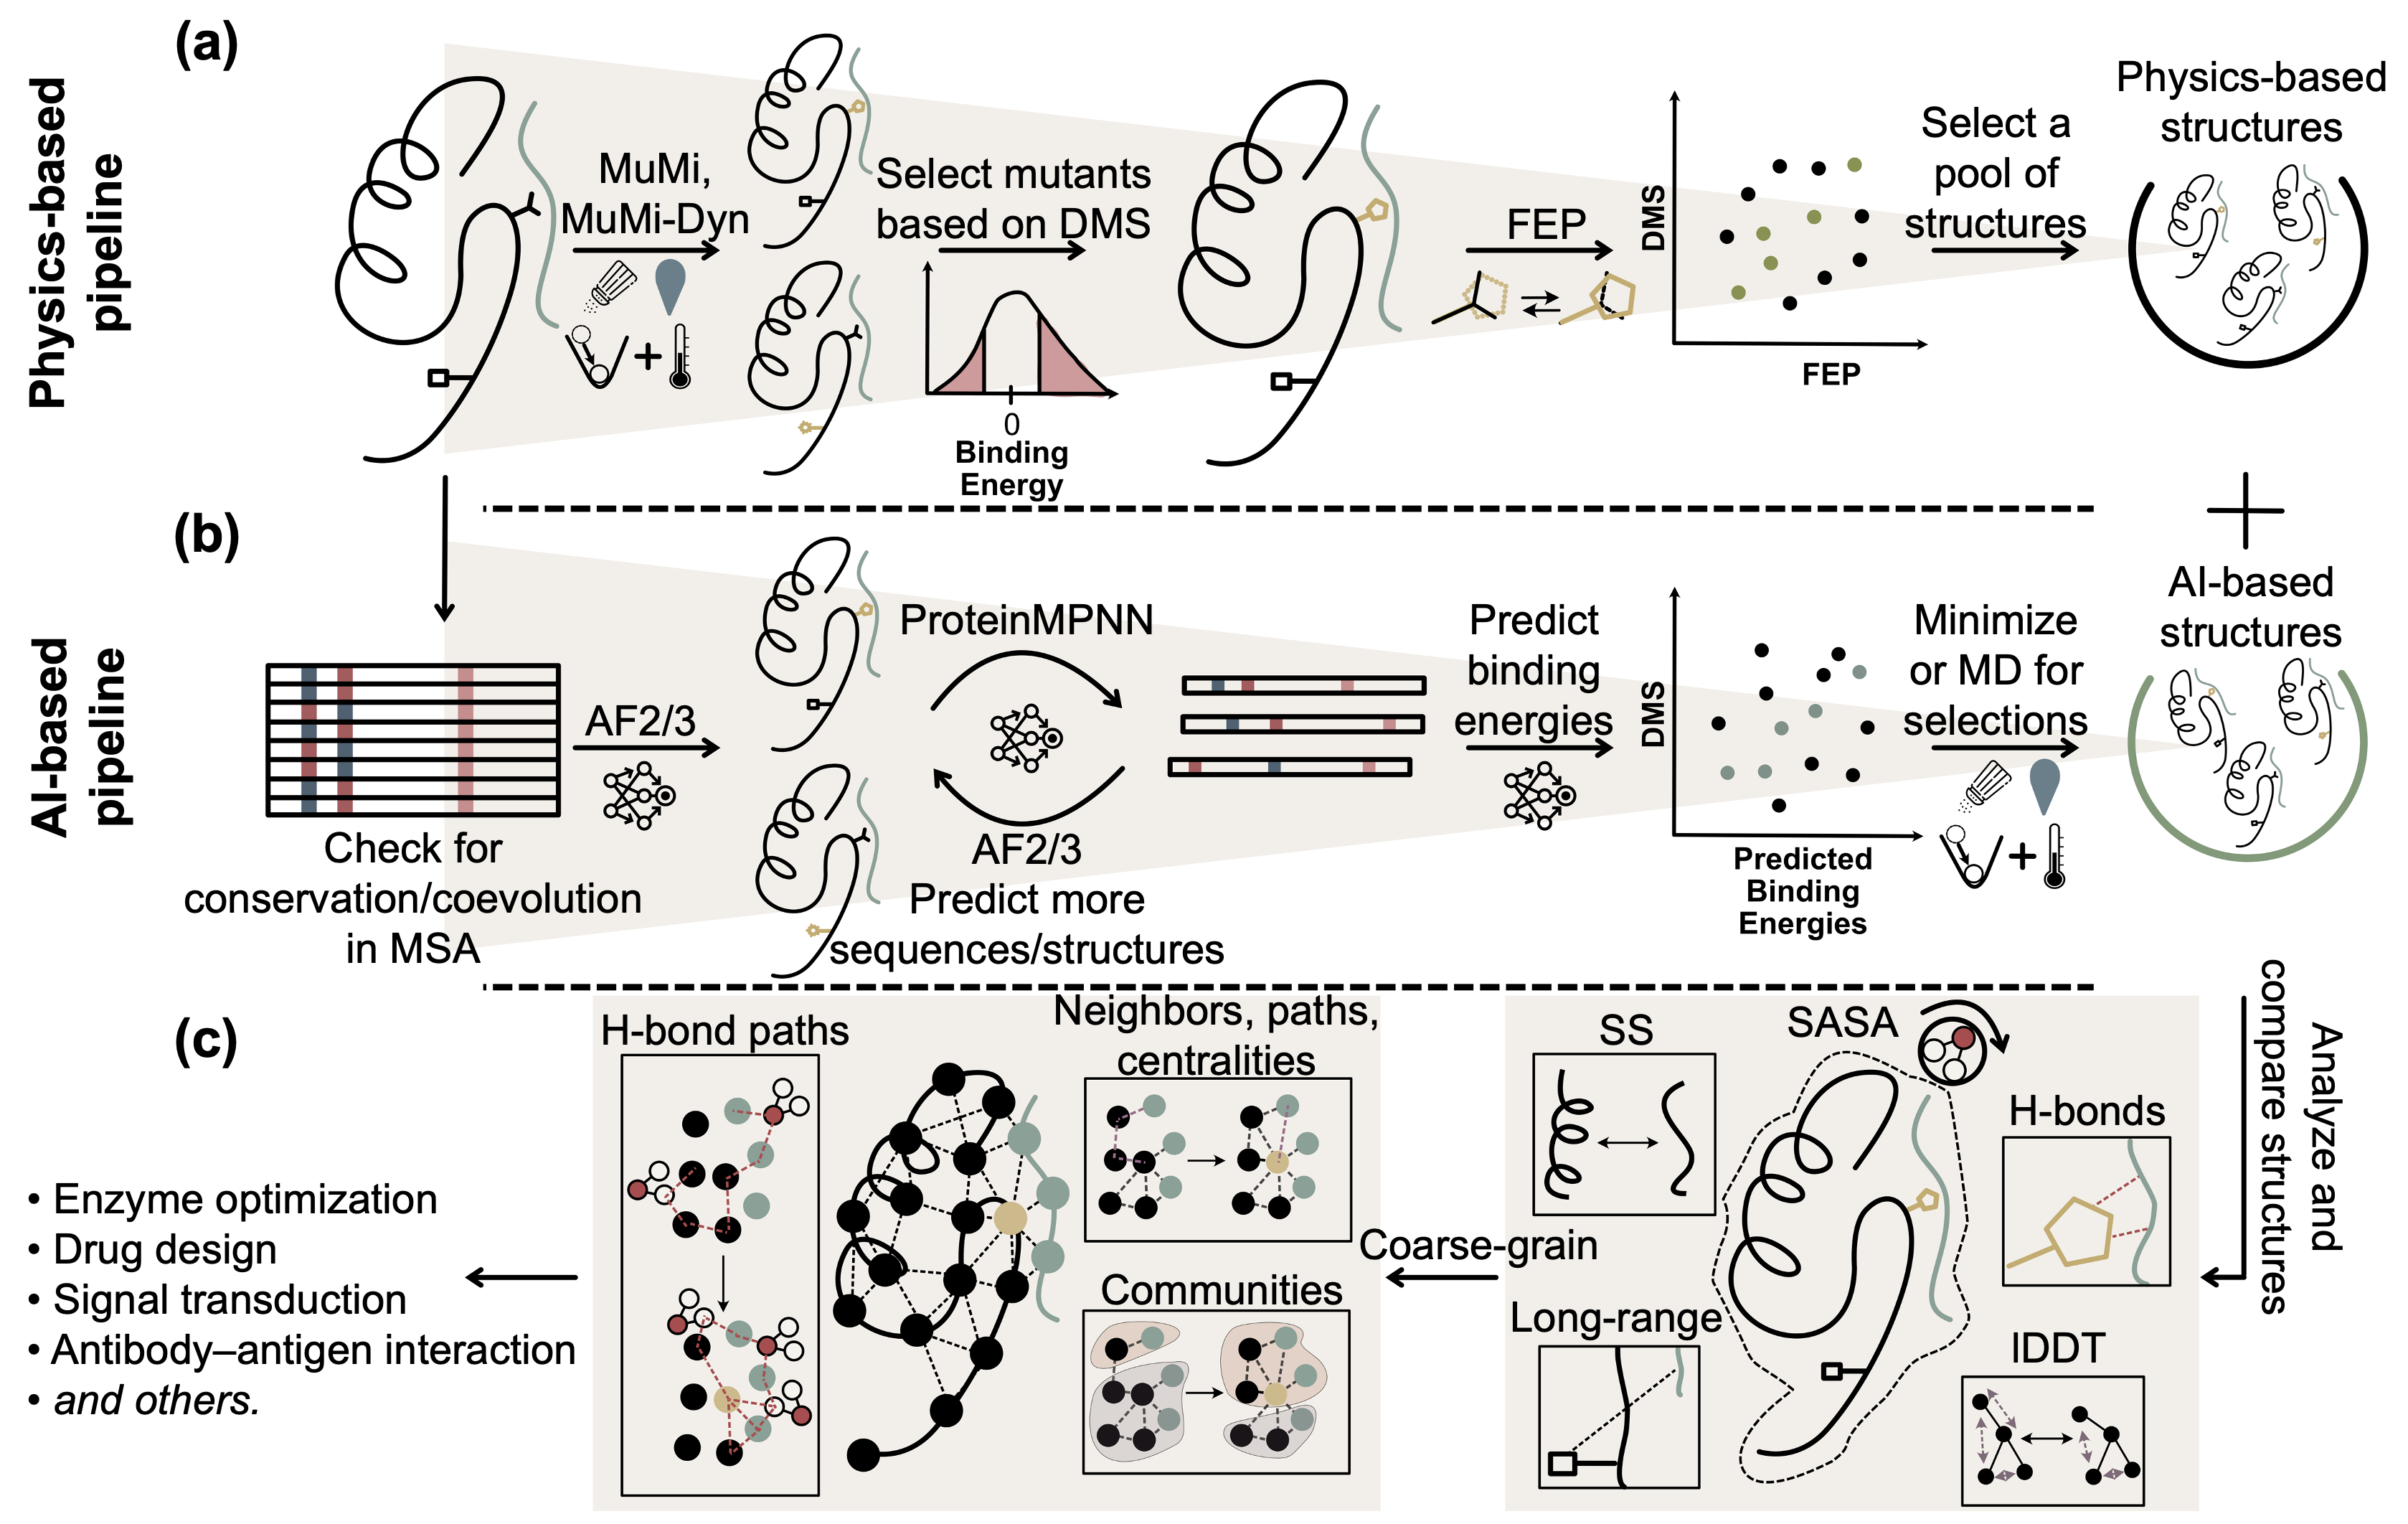 (a)
Physics-based
pipeline
MuMi,
MuMi-Dyn
+
Select mutants
based on DMS
0
Binding
Energy
FEP
DMS
FEP
Select a
pool of
structures
Physics-based
structures
(b)
AI-based
pipeline
Check for
conservation/coevolution
in MSA
AF2/3
ProteinMPNN
AF2/3
Predict more
sequences/structures
Predict
binding
energies
DMS
Predicted
Binding
Energies
Minimize
or MD for
selections
+
AI-based
structures
Analyze and
compare structures
(c)
SS
SASA
H-bonds
Long-range
lDDT
Coarse-grain
H-bond paths
Neighbors, paths,
centralities
Communities
• Enzyme optimization
• Drug design
• Signal transduction
• Antibody–antigen interaction
• and others.